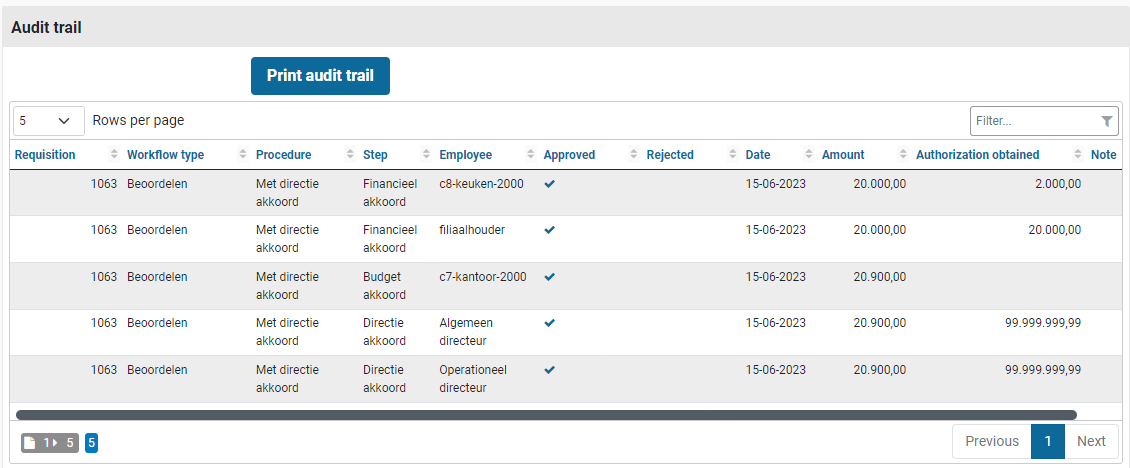 Audit trail
Print audit trail
5 Rows per page Filter...
Requisition Workflow type Procedure Step Employee Approved Rejected Date Amount Authorization obtained Note
1063 Beoordelen Met directie Financieel c8-keuken-2000 15-06-2023 20.000,00 2.000,00
akkoord akkoord
1063 Beoordelen Met directie Financieel filiaalhouder 15-06-2023 20.000,00 20.000,00
akkoord akkoord
1063 Beoordelen Met directie Budget c7-kantoor-2000 15-06-2023 20.900,00
akkoord akkoord
1063 Beoordelen Met directie Directie Algemeen 15-06-2023 20.900,00 99.999.999,99
akkoord akkoord directeur
1063 Beoordelen Met directie Directie Operationeel 15-06-2023 20.900,00 99.999.999,99
akkoord akkoord directeur
1 5 5 Previous 1 Next